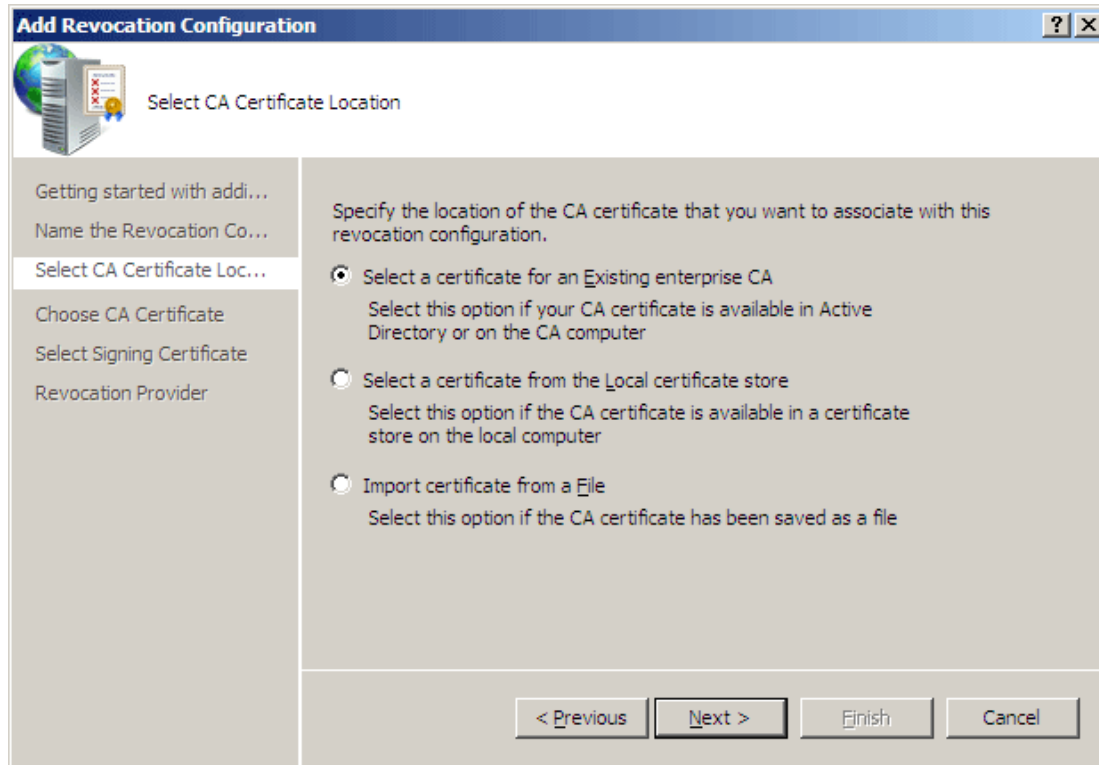 Add Revocation Configuration
Select CA Certificate Location
Getting started with addi...
Name the Revocation Co...
Select CA Certificate Loc...
Choose CA Certificate
Select Signing Certificate
Revocation Provider
Specify the location of the CA certificate that you want to associate with this
revocation configuration.
Select a certificate for an Existing enterprise CA
Select this option if your CA certificate is available in Active
Directory or on the CA computer
Select a certificate from the Local certificate store
Select this option if the CA certificate is available in a certificate
store on the local computer
Import certificate from a File
Select this option if the CA certificate has been saved as a file
< Previous
Next >
Finish
Cancel